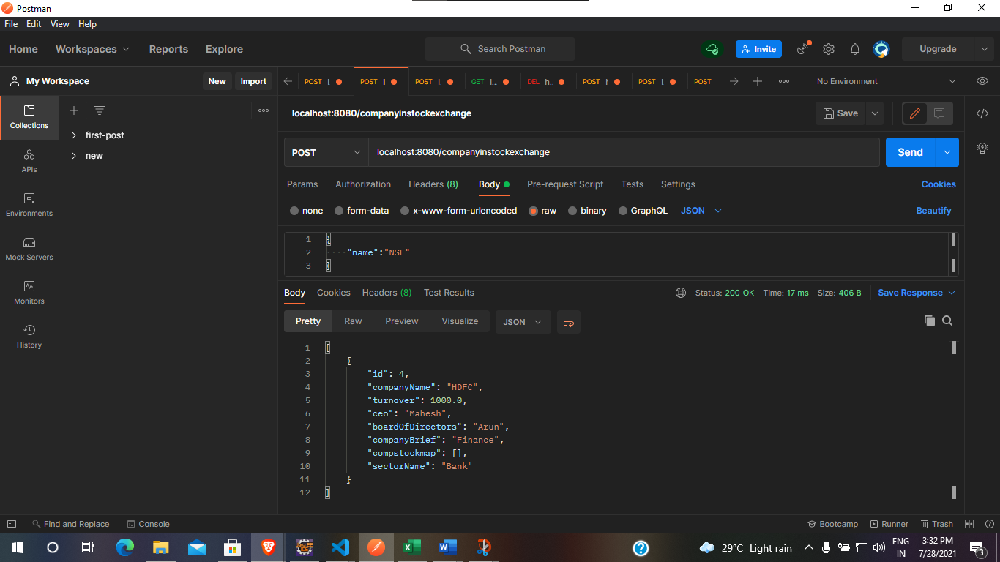 Postman
File Edit View Help
Home Workspaces Reports Explore Search Postman Invite Upgrade
My Workspace New Import POST POST POST GET DEL h.. POST POST POST No Environment
Collections
APIs
Environments
Mock Servers
Monitors
History
first-post
new
localhost:8080/companyinstockexchange Save
POST localhost:8080/companyinstockexchange Send
Params Authorization Headers (8) Body Pre-request Script Tests Settings Cookies
none form-data x-www-form-urlencoded raw binary GraphQL JSON Beautify
1 {
2 "name":"NSE"
3 }
Body Cookies Headers (8) Test Results Status: 200 OK Time: 17 ms Size: 406 B Save Response
Pretty Raw Preview Visualize JSON
1 [
2 {
3 "id": 4,
4 "companyName": "HDFC",
5 "turnover": 1000.0,
6 "ceo": "Mahesh",
7 "boardOfDirectors": "Arun",
8 "companyBrief": "Finance",
9 "compstockmap": [],
10 "sectorName": "Bank"
11 }
12 ]
Find and Replace Console Bootcamp Runner Trash
29°C Light rain ENG IN 3:32 PM 7/28/2021 3